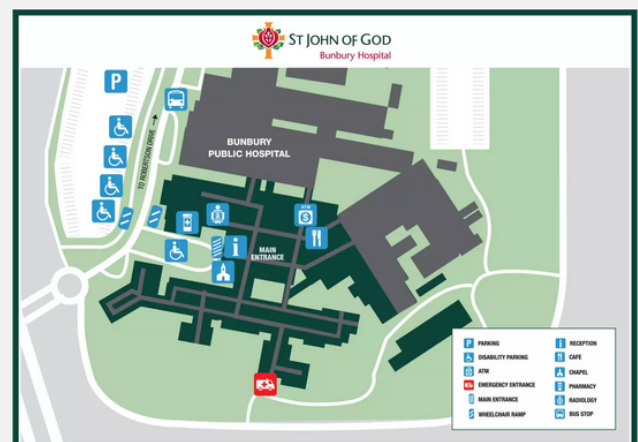 ST JOHN OF GOD
Bunbury Hospital
P
TO ROBERTSON DRIVE
BUNBURY
PUBLIC HOSPITAL
ATM
$
i
MAIN
ENTRANCE
P PARKING
DISABILITY PARKING
ATM
EMERGENCY ENTRANCE
MAIN ENTRANCE
WHEELCHAIR RAMP
i RECEPTION
CAFE
CHAPEL
PHARMACY
RADIOLOGY
BUS STOP